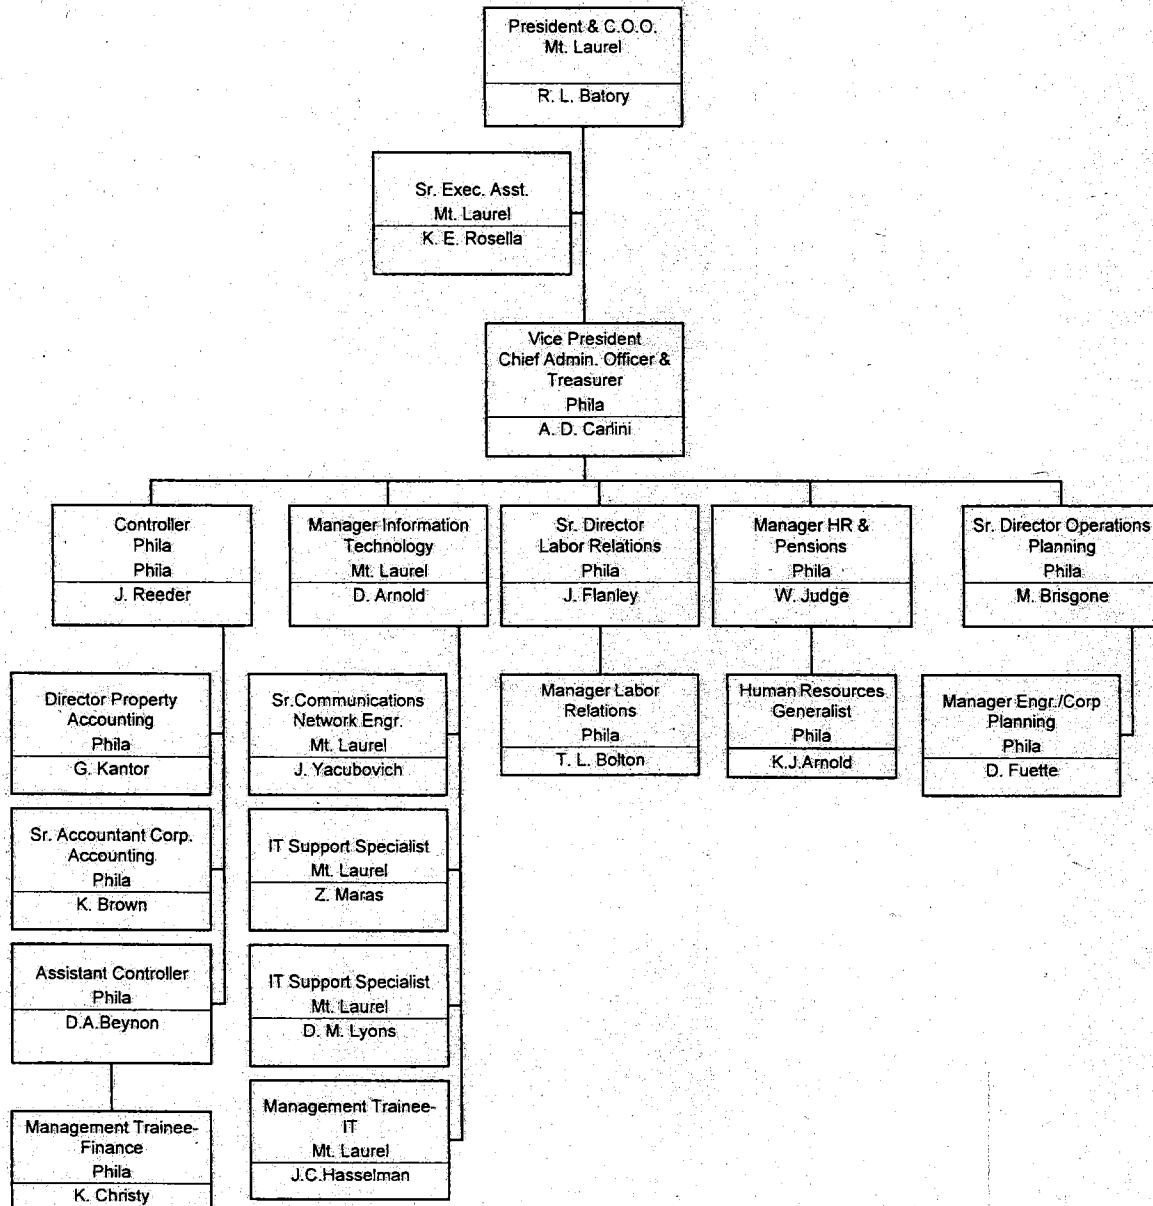 President & C.O.O.
Mt. Laurel
R. L. Batory
Sr. Exec. Asst.
Mt. Laurel
K. E. Rosella
Vice President
Chief Admin. Officer &
Treasurer
Phila
A. D. Carlini
Controller
Phila
Phila
J. Reeder
Manager Information
Technology
Mt. Laurel
D. Arnold
Sr. Director
Labor Relations
Phila
J. Flanley
Manager HR &
Pensions
Phila
W. Judge
Sr. Director Operations
Planning
Phila
M. Brisgone
Director Property
Accounting
Phila
G. Kantor
Sr.Communications
Network Engr.
Mt. Laurel
J. Yacubovich
Manager Labor
Relations
Phila
T. L. Bolton
Human Resources
Generalist
Phila
K.J.Arnold
Manager Engr./Corp
Planning
Phila
D. Fuette
Sr. Accountant Corp.
Accounting
Phila
K. Brown
IT Support Specialist
Mt. Laurel
Z. Maras
Assistant Controller
Phila
D.A.Beynon
IT Support Specialist
Mt. Laurel
D. M. Lyons
Management Trainee-
Finance
Phila
K. Christy
Management Trainee-
IT
Mt. Laurel
J.C.Hasselman